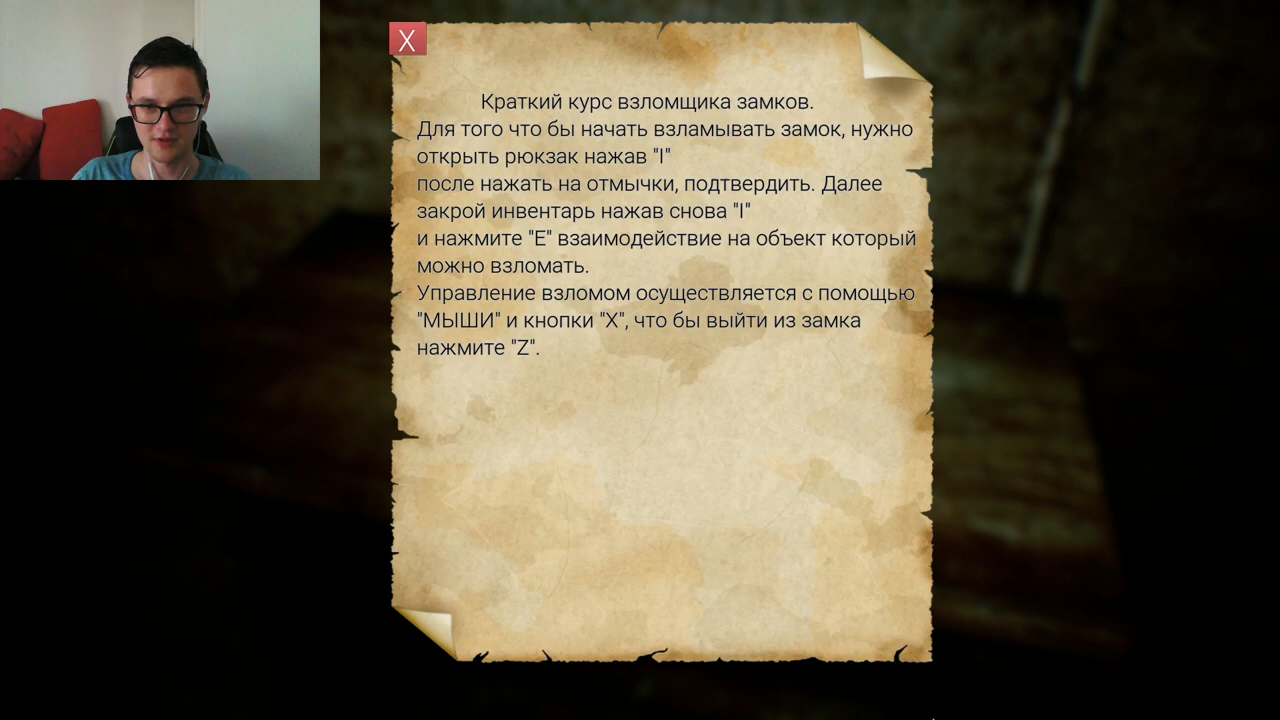 X
Краткий курс взломщика замков.
Для того что бы начать взламывать замок, нужно
открыть рюкзак нажав "I"
после нажать на отмычки, подтвердить. Далее
закрой инвентарь нажав снова "I"
и нажмите "E" взаимодействие на объект который
можно взломать.
Управление взломом осуществляется с помощью
"МЫШИ" и кнопки "X", что бы выйти из замка
нажмите "Z".